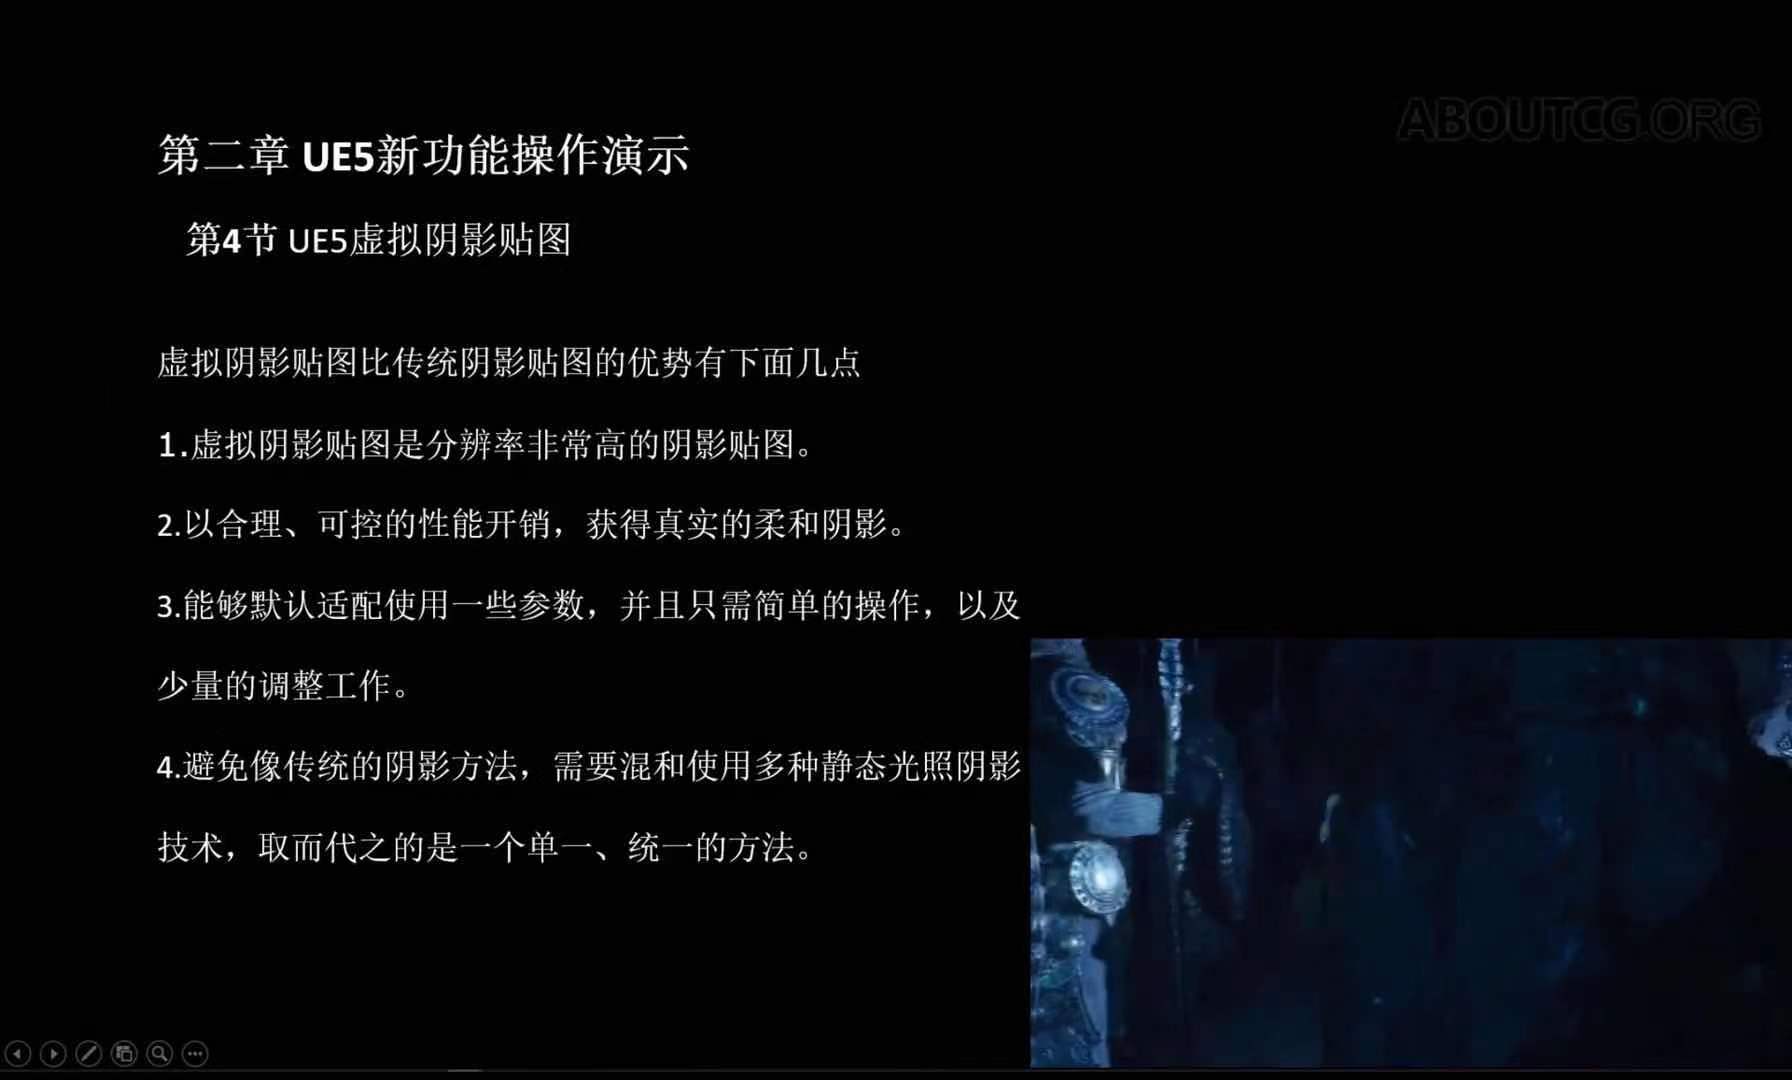 ABOUTCG.ORG
第二章 UE5新功能操作演示
第4节 UE5虚拟阴影贴图
虚拟阴影贴图比传统阴影贴图的优势有下面几点
1.虚拟阴影贴图是分辨率非常高的阴影贴图。
2.以合理、可控的性能开销，获得真实的柔和阴影。
3.能够默认适配使用一些参数，并且只需简单的操作，以及
少量的调整工作。
4.避免像传统的阴影方法，需要混和使用多种静态光照阴影
技术，取而代之的是一个单一、统一的方法。